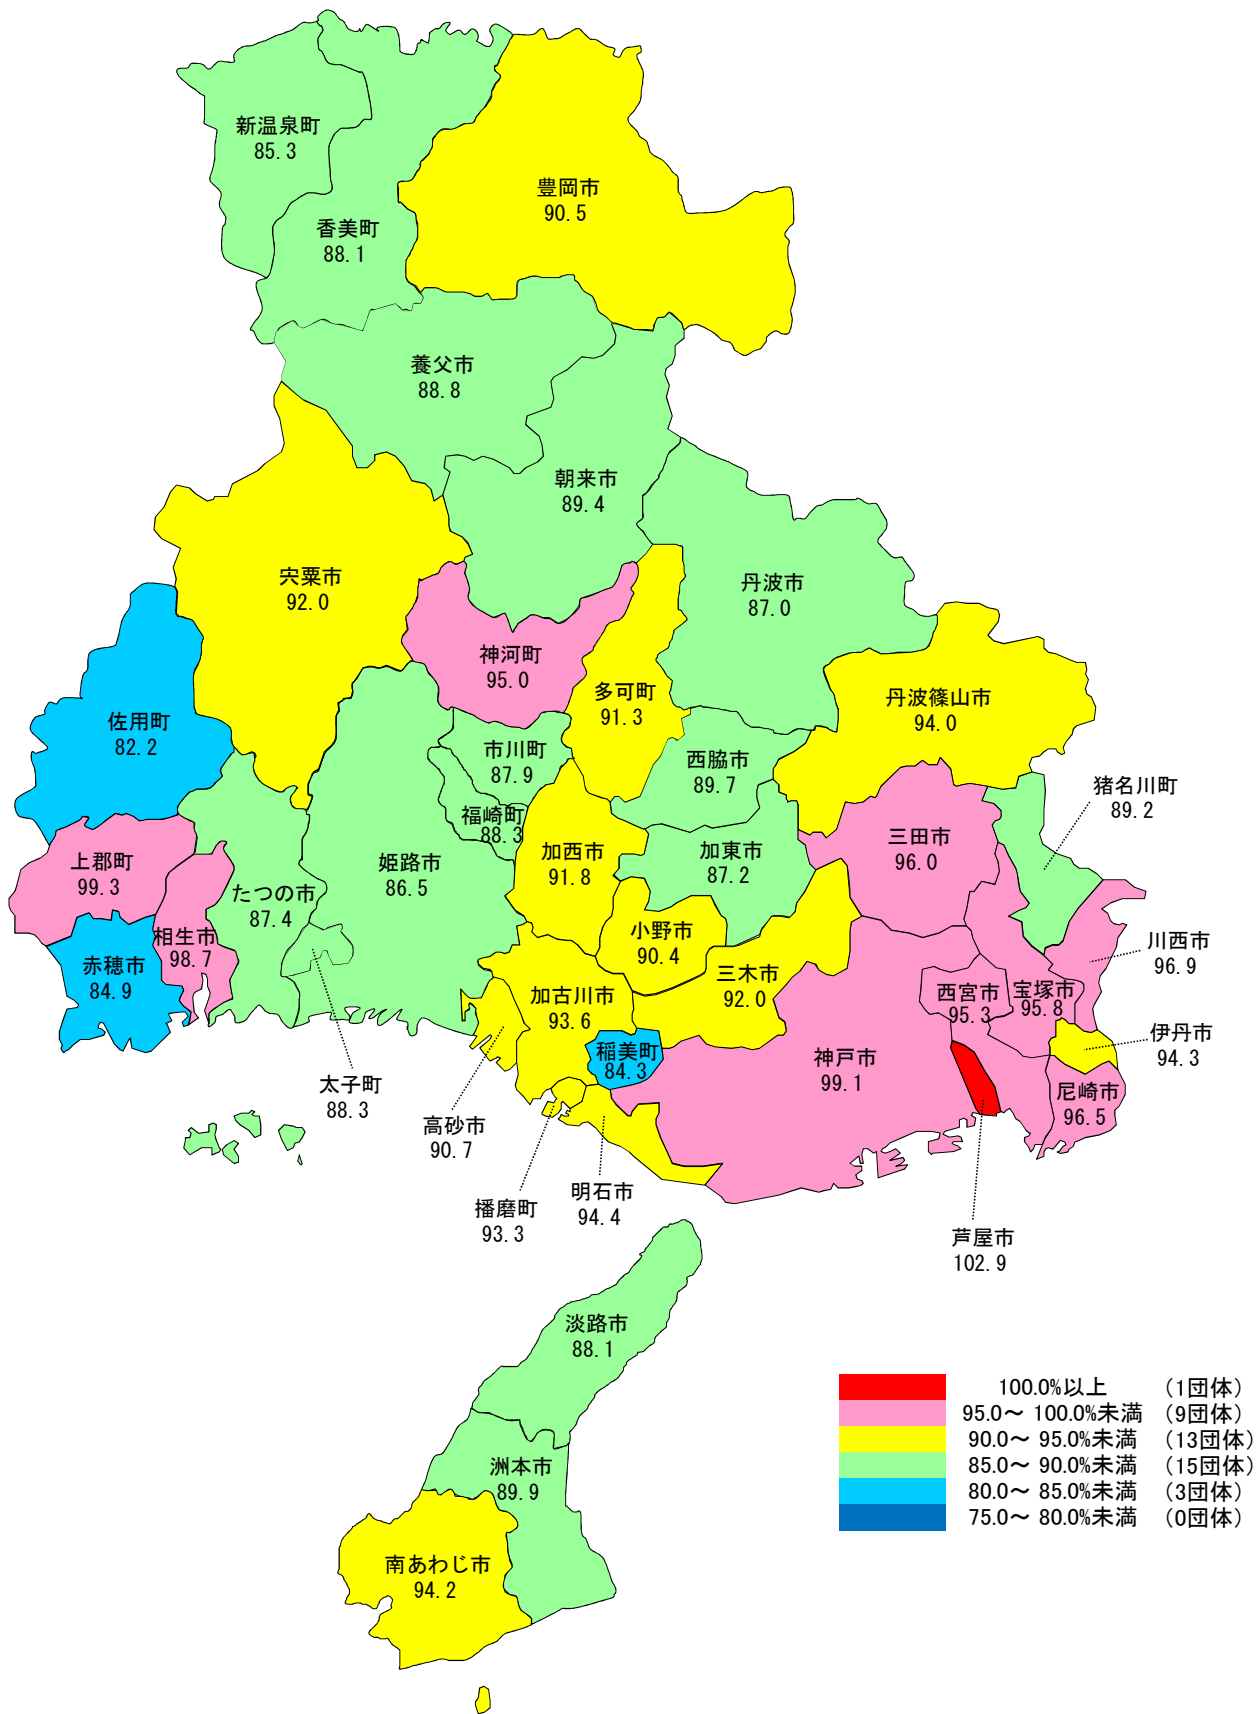 新温泉町
85.3
豊岡市
90.5
香美町
88.1
養父市
88.8
朝来市
89.4
宍粟市
92.0
丹波市
87.0
神河町
95.0
多可町
91.3
丹波篠山市
94.0
佐用町
82.2
市川町
87.9
西脇市
89.7
猪名川町
89.2
福崎町
88.3
三田市
96.0
上郡町
99.3
姫路市
86.5
加西市
91.8
加東市
87.2
たつの市
87.4
相生市
98.7
小野市
90.4
川西市
96.9
赤穂市
84.9
三木市
92.0
加古川市
93.6
西宮市
95.3
宝塚市
95.8
稲美町
84.3
神戸市
99.1
伊丹市
94.3
太子町
88.3
尼崎市
96.5
高砂市
90.7
播磨町
93.3
明石市
94.4
芦屋市
102.9
淡路市
88.1
洲本市
89.9
南あわじ市
94.2
100.0%以上 （1団体）
95.0～ 100.0%未満 （9団体）
90.0～ 95.0%未満 （13団体）
85.0～ 90.0%未満 （15団体）
80.0～ 85.0%未満 （3団体）
75.0～ 80.0%未満 （0団体）